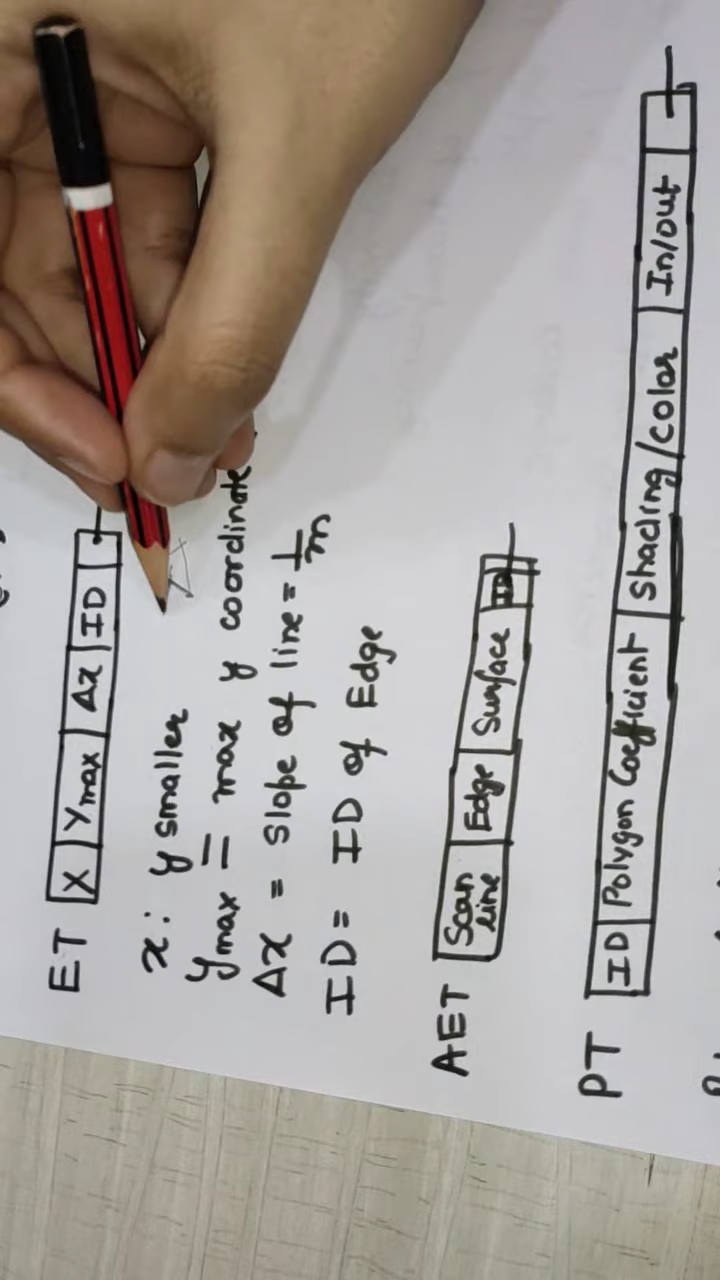 ET X Ymax Δx ID
x: y smaller
ymax = max y coordinate
Δx = slope of line = 1/m
ID = ID of Edge
AET Scan line Edge Surface ID
PT ID Polygon Coefficient Shading/color In/out